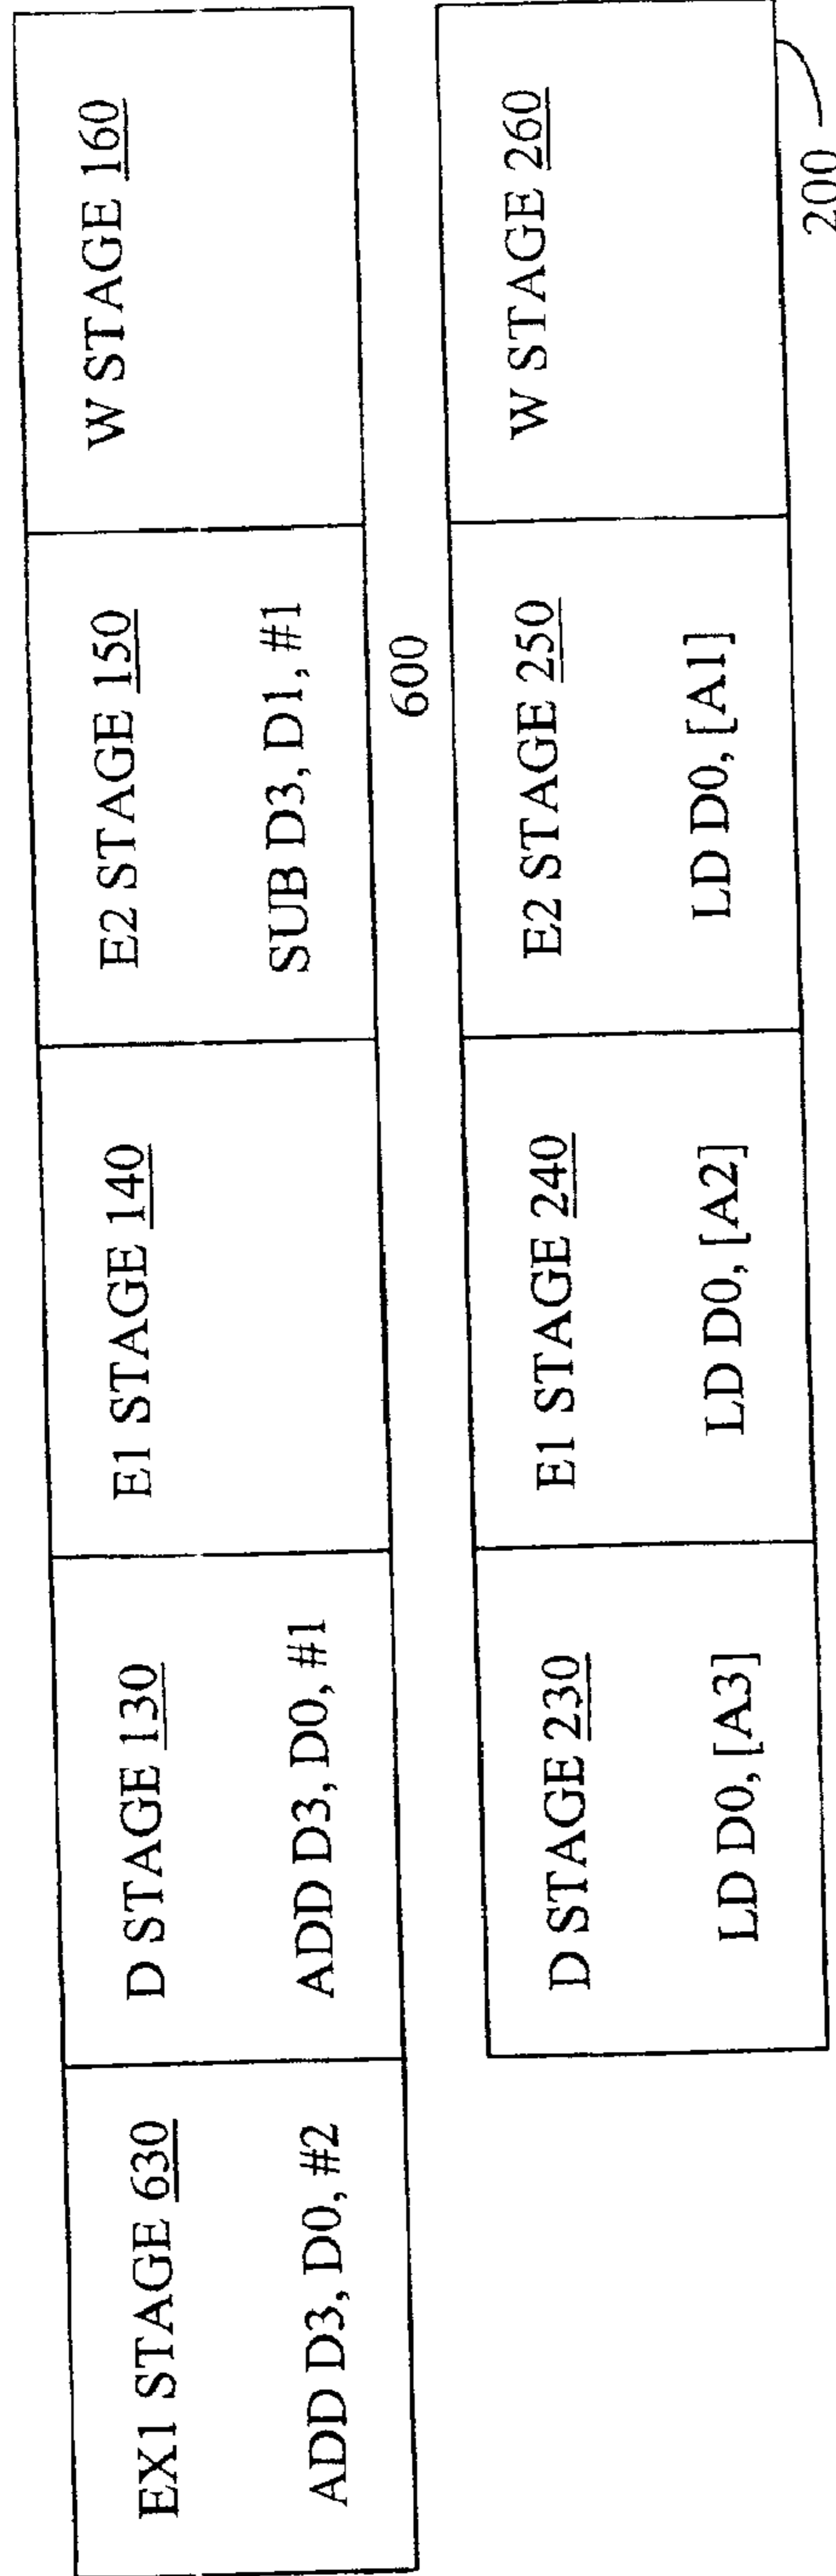 EX1 STAGE 630
ADD D3, D0, #2
D STAGE 130
ADD D3, D0, #1
E1 STAGE 140
E2 STAGE 150
SUB D3, D1, #1
W STAGE 160
600
D STAGE 230
LD D0, [A3]
E1 STAGE 240
LD D0, [A2]
E2 STAGE 250
LD D0, [A1]
W STAGE 260
200